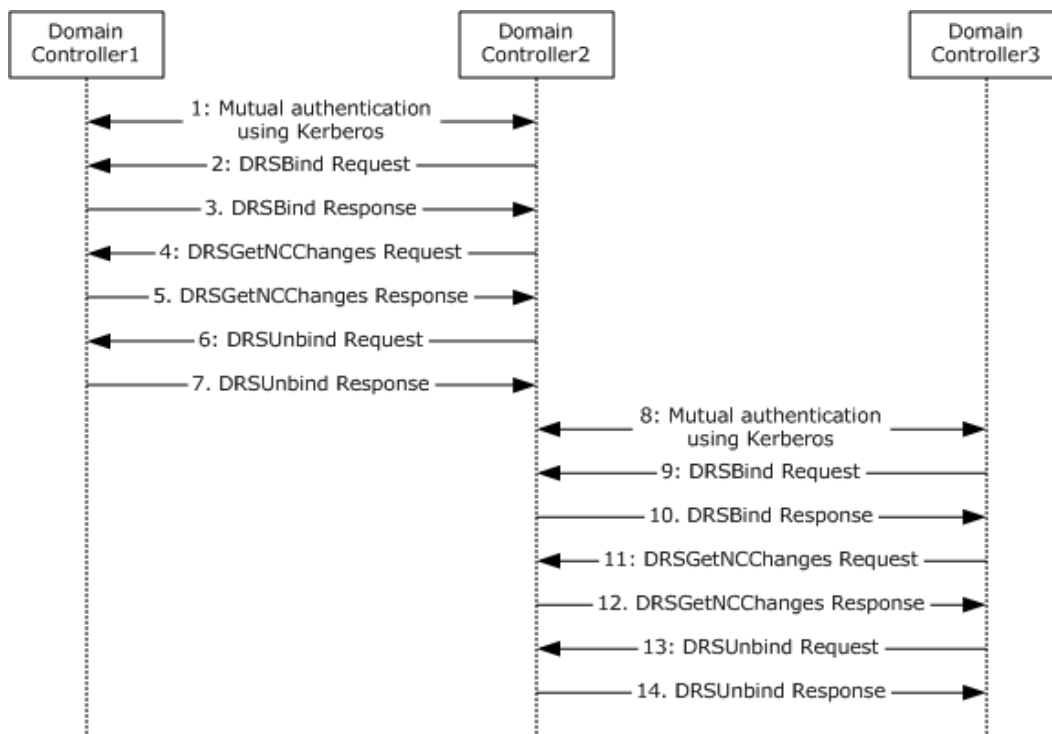 Domain
Controller1
Domain
Controller2
Domain
Controller3
1: Mutual authentication
using Kerberos
2: DRSBind Request
3. DRSBind Response
4: DRSGetNCChanges Request
5. DRSGetNCChanges Response
6: DRSUnbind Request
7. DRSUnbind Response
8: Mutual authentication
using Kerberos
9: DRSBind Request
10. DRSBind Response
11: DRSGetNCChanges Request
12. DRSGetNCChanges Response
13: DRSUnbind Request
14. DRSUnbind Response